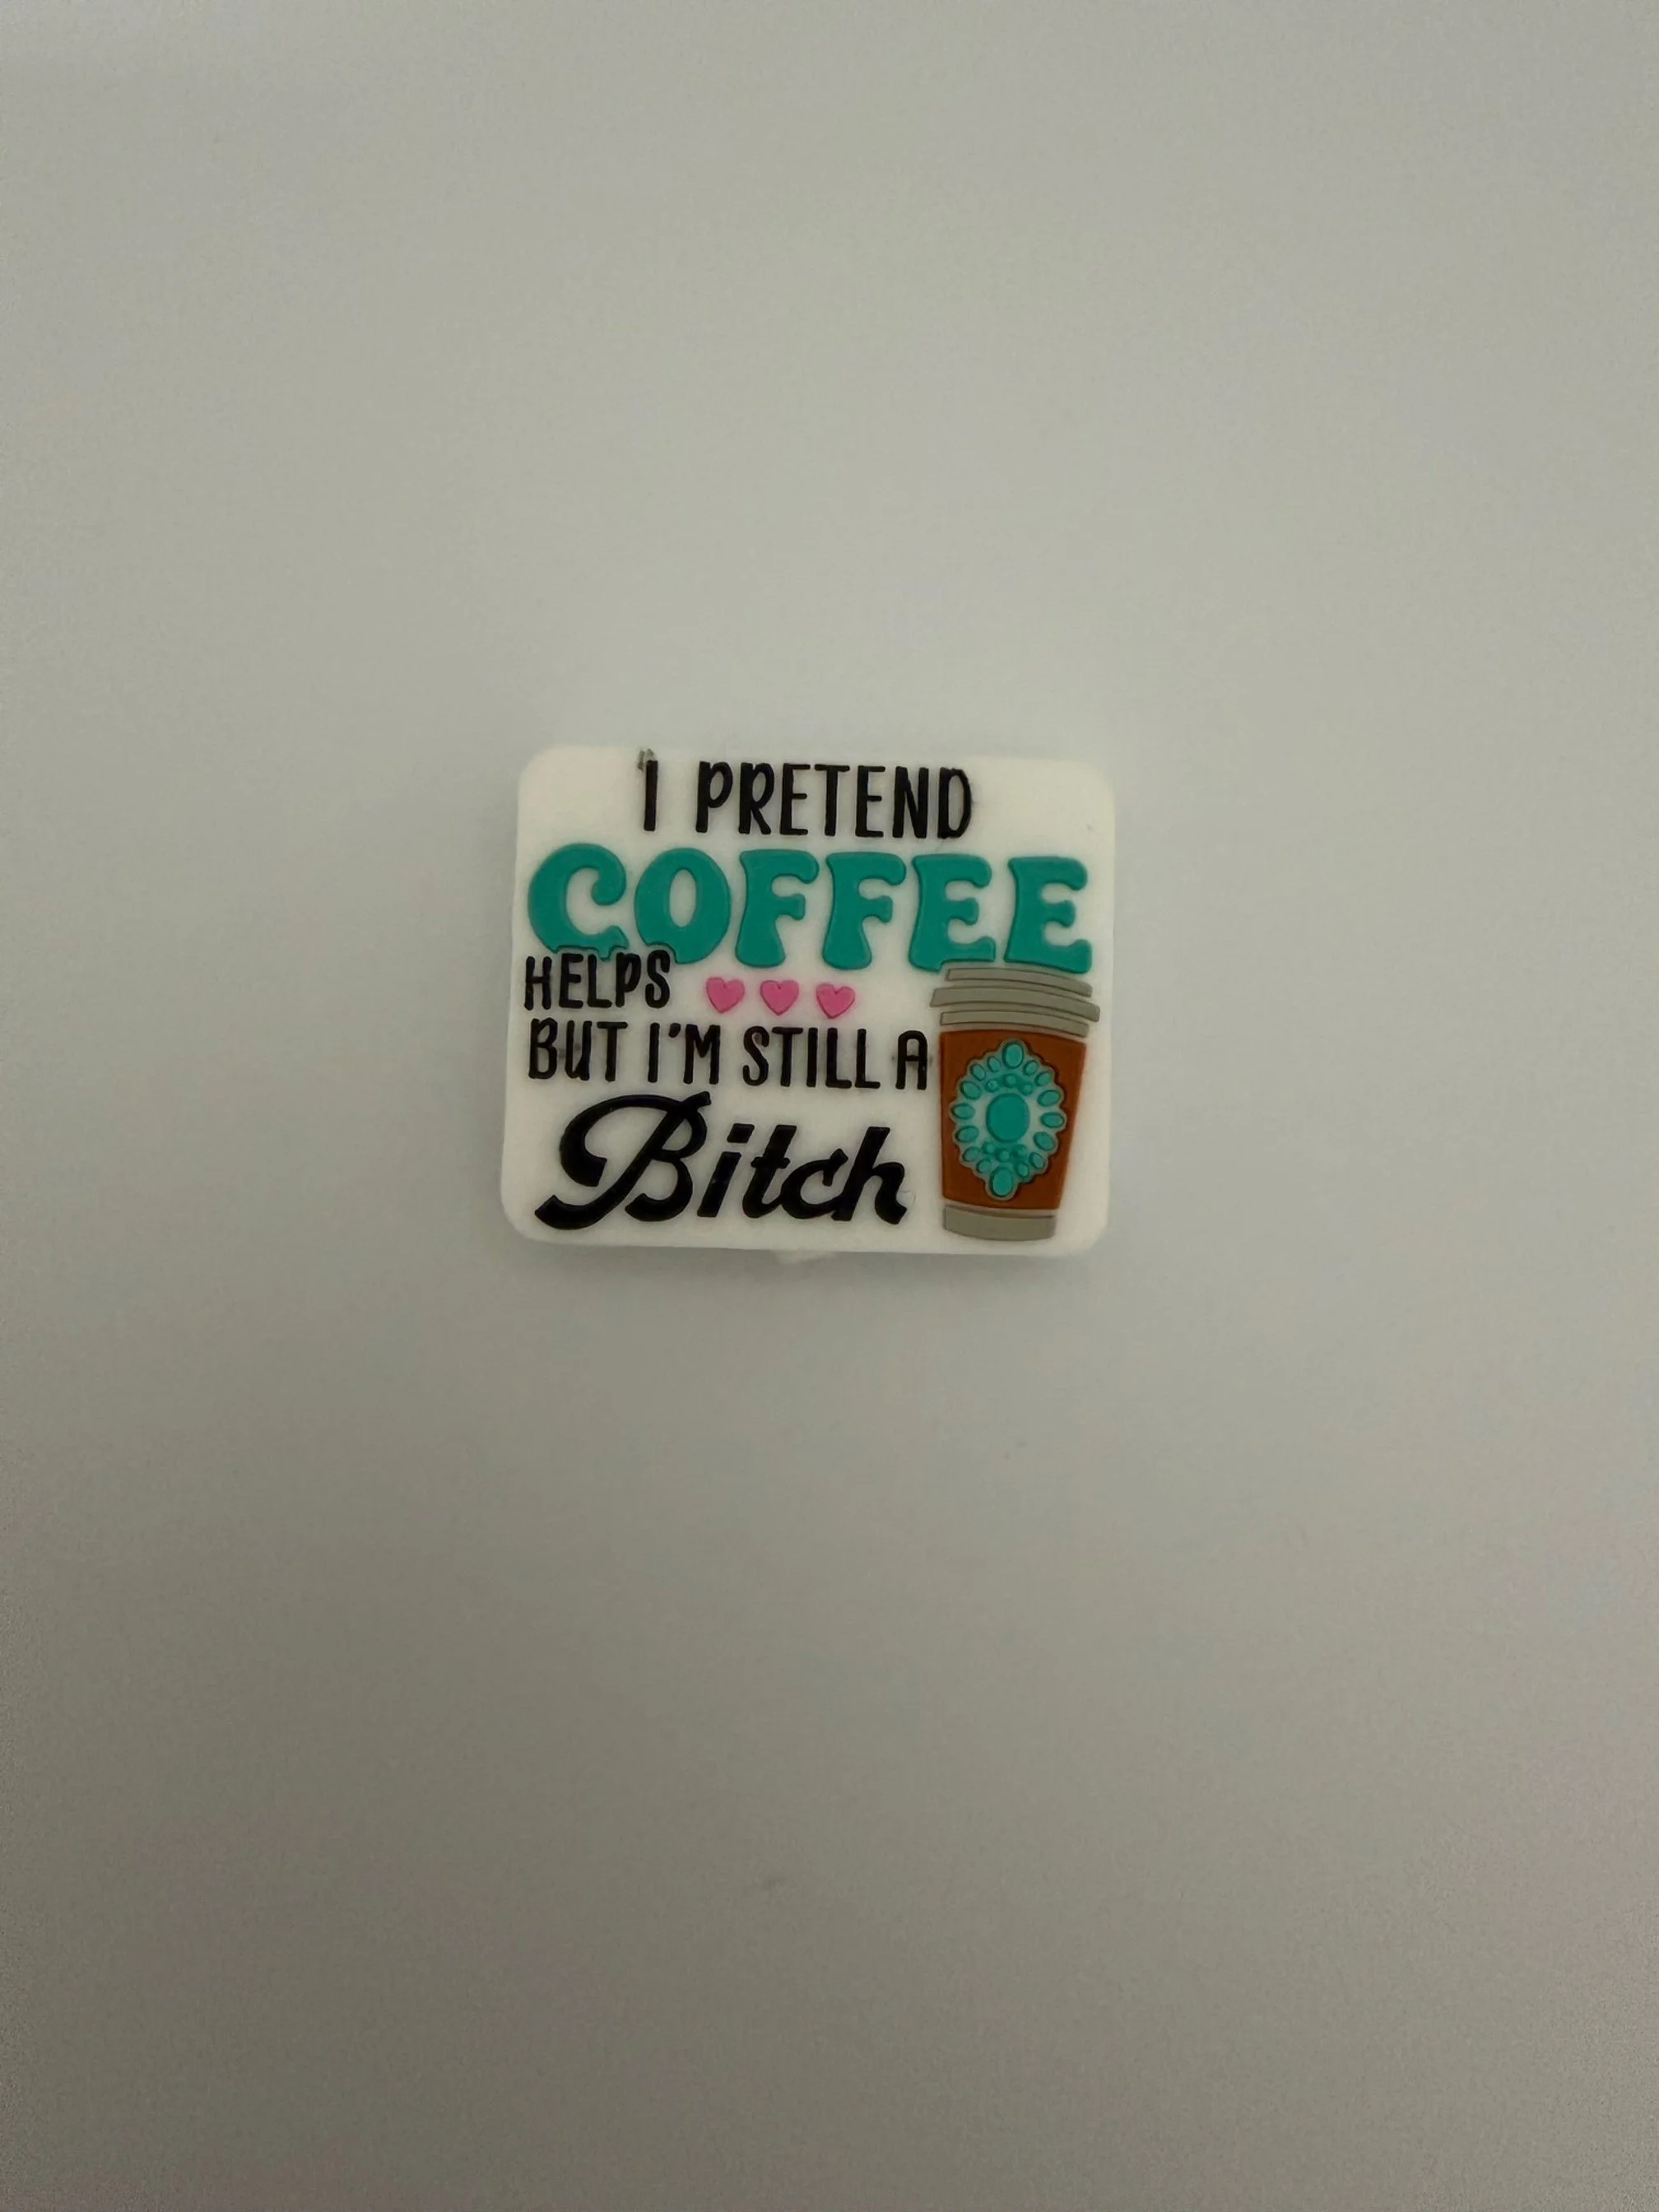 I PRETEND
COFFEE
HELPS
BUT I'M STILL A
Bitch